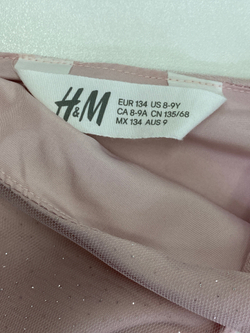 H&M
EUR 134 US 8-9Y
CA 8-9A CN 135/68
MX 134 AUS 9